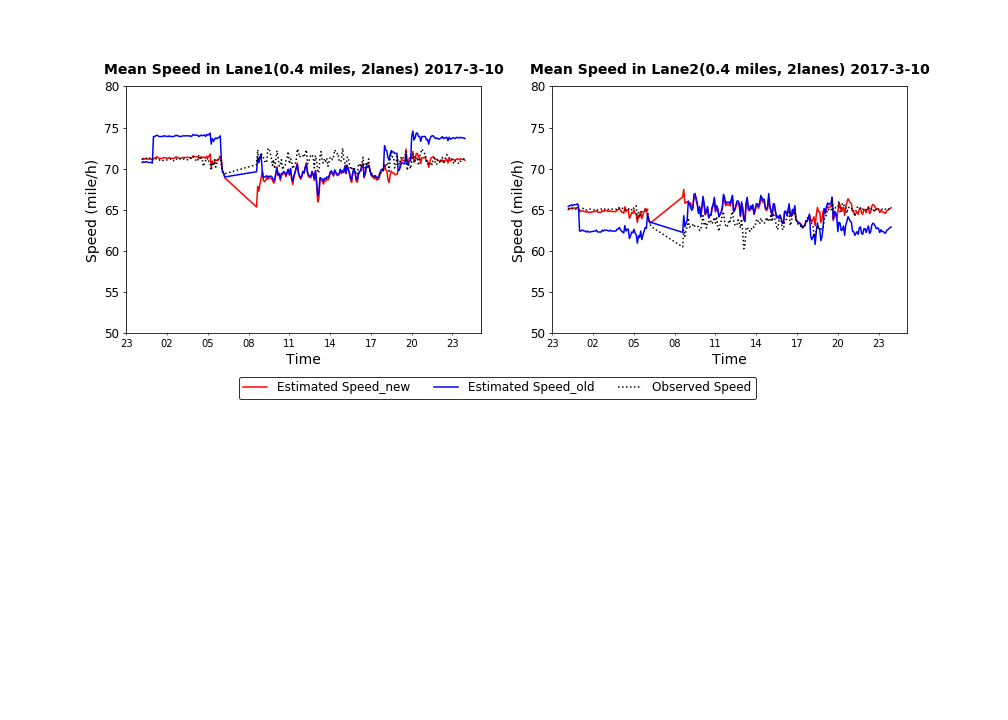 Mean Speed in Lane1(0.4 miles, 2lanes) 2017-3-10
80
75
70
65
60
55
50
Speed (mile/h)
23 02 05 08 11 14 17 20 23
Time
Mean Speed in Lane2(0.4 miles, 2lanes) 2017-3-10
80
75
70
65
60
55
50
Speed (mile/h)
23 02 05 08 11 14 17 20 23
Time
Estimated Speed_new Estimated Speed_old Observed Speed